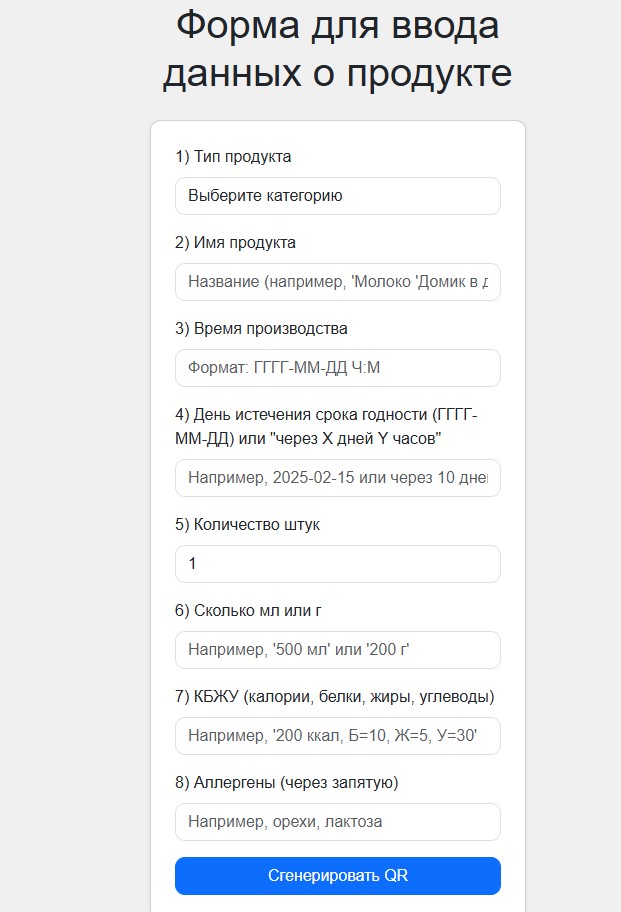 Форма для ввода
данных о продукте
1) Тип продукта
Выберите категорию
2) Имя продукта
Название (например, 'Молоко 'Домик в д
3) Время производства
Формат: ГГГГ-ММ-ДД Ч:М
4) День истечения срока годности (ГГГГ-
ММ-ДД) или "через X дней Y часов"
Например, 2025-02-15 или через 10 дне
5) Количество штук
1
6) Сколько мл или г
Например, '500 мл' или '200 г'
7) КБЖУ (калории, белки, жиры, углеводы)
Например, '200 ккал, Б=10, Ж=5, У=30'
8) Аллергены (через запятую)
Например, орехи, лактоза
Сгенерировать QR